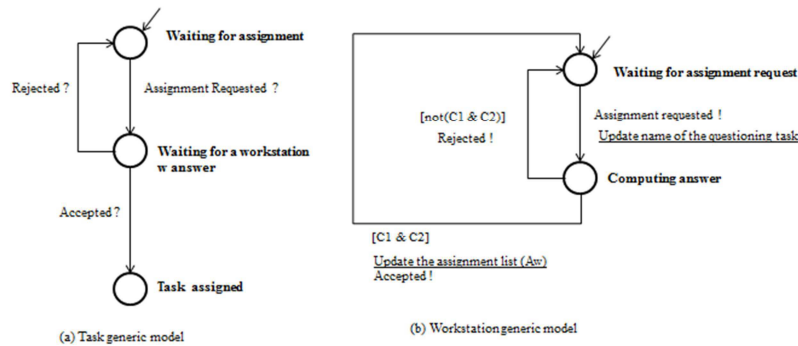 Waiting for assignment
Rejected ?
Assignment Requested ?
Waiting for a workstation
w answer
Accepted ?
Task assigned
(a) Task generic model
Waiting for assignment request
[not(C1 & C2)]
Rejected !
Assignment requested !
Update name of the questioning task
Computing answer
[C1 & C2]
Update the assignment list (Aw)
Accepted !
(b) Workstation generic model